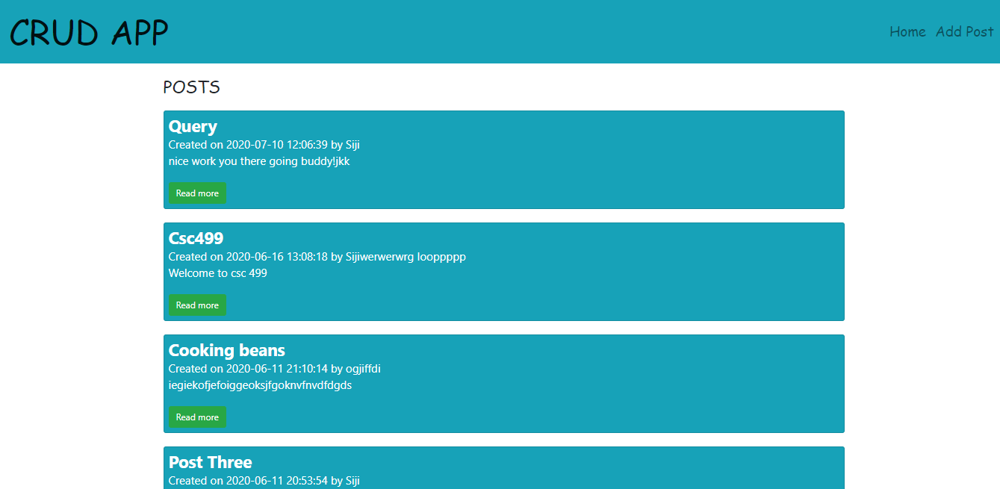 CRUD APP
Home Add Post
POSTS
Query
Created on 2020-07-10 12:06:39 by Siji
nice work you there going buddy!jkk
Read more
Csc499
Created on 2020-06-16 13:08:18 by Sijiwerwerwrg looppppp
Welcome to csc 499
Read more
Cooking beans
Created on 2020-06-11 21:10:14 by ogjiffdi
iegiekofjefoiggeoksjfgoknvfnvdfdgds
Read more
Post Three
Created on 2020-06-11 20:53:54 by Siji